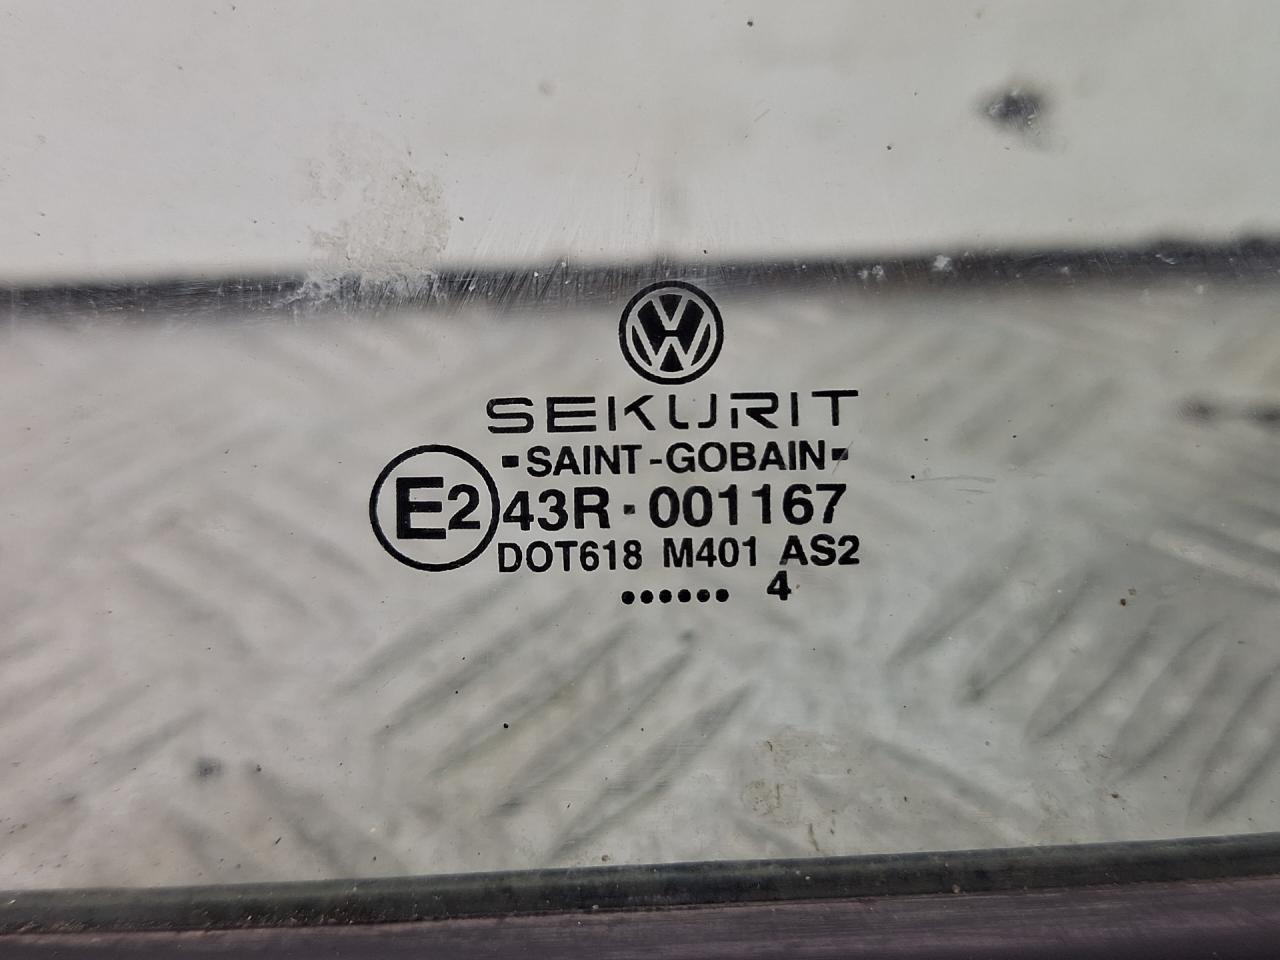 SEKURIT
▪SAINT-GOBAIN▪
E2 43R▪001167
DOT618 M401 AS2
•••••• 4